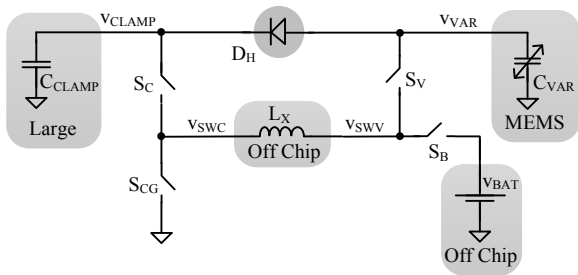 vCLAMP
DH
vVAR
CCLAMP
Large
SC
SV
CVAR
MEMS
vSWC
LX
Off Chip
vSWV
SB
SCG
vBAT
Off Chip